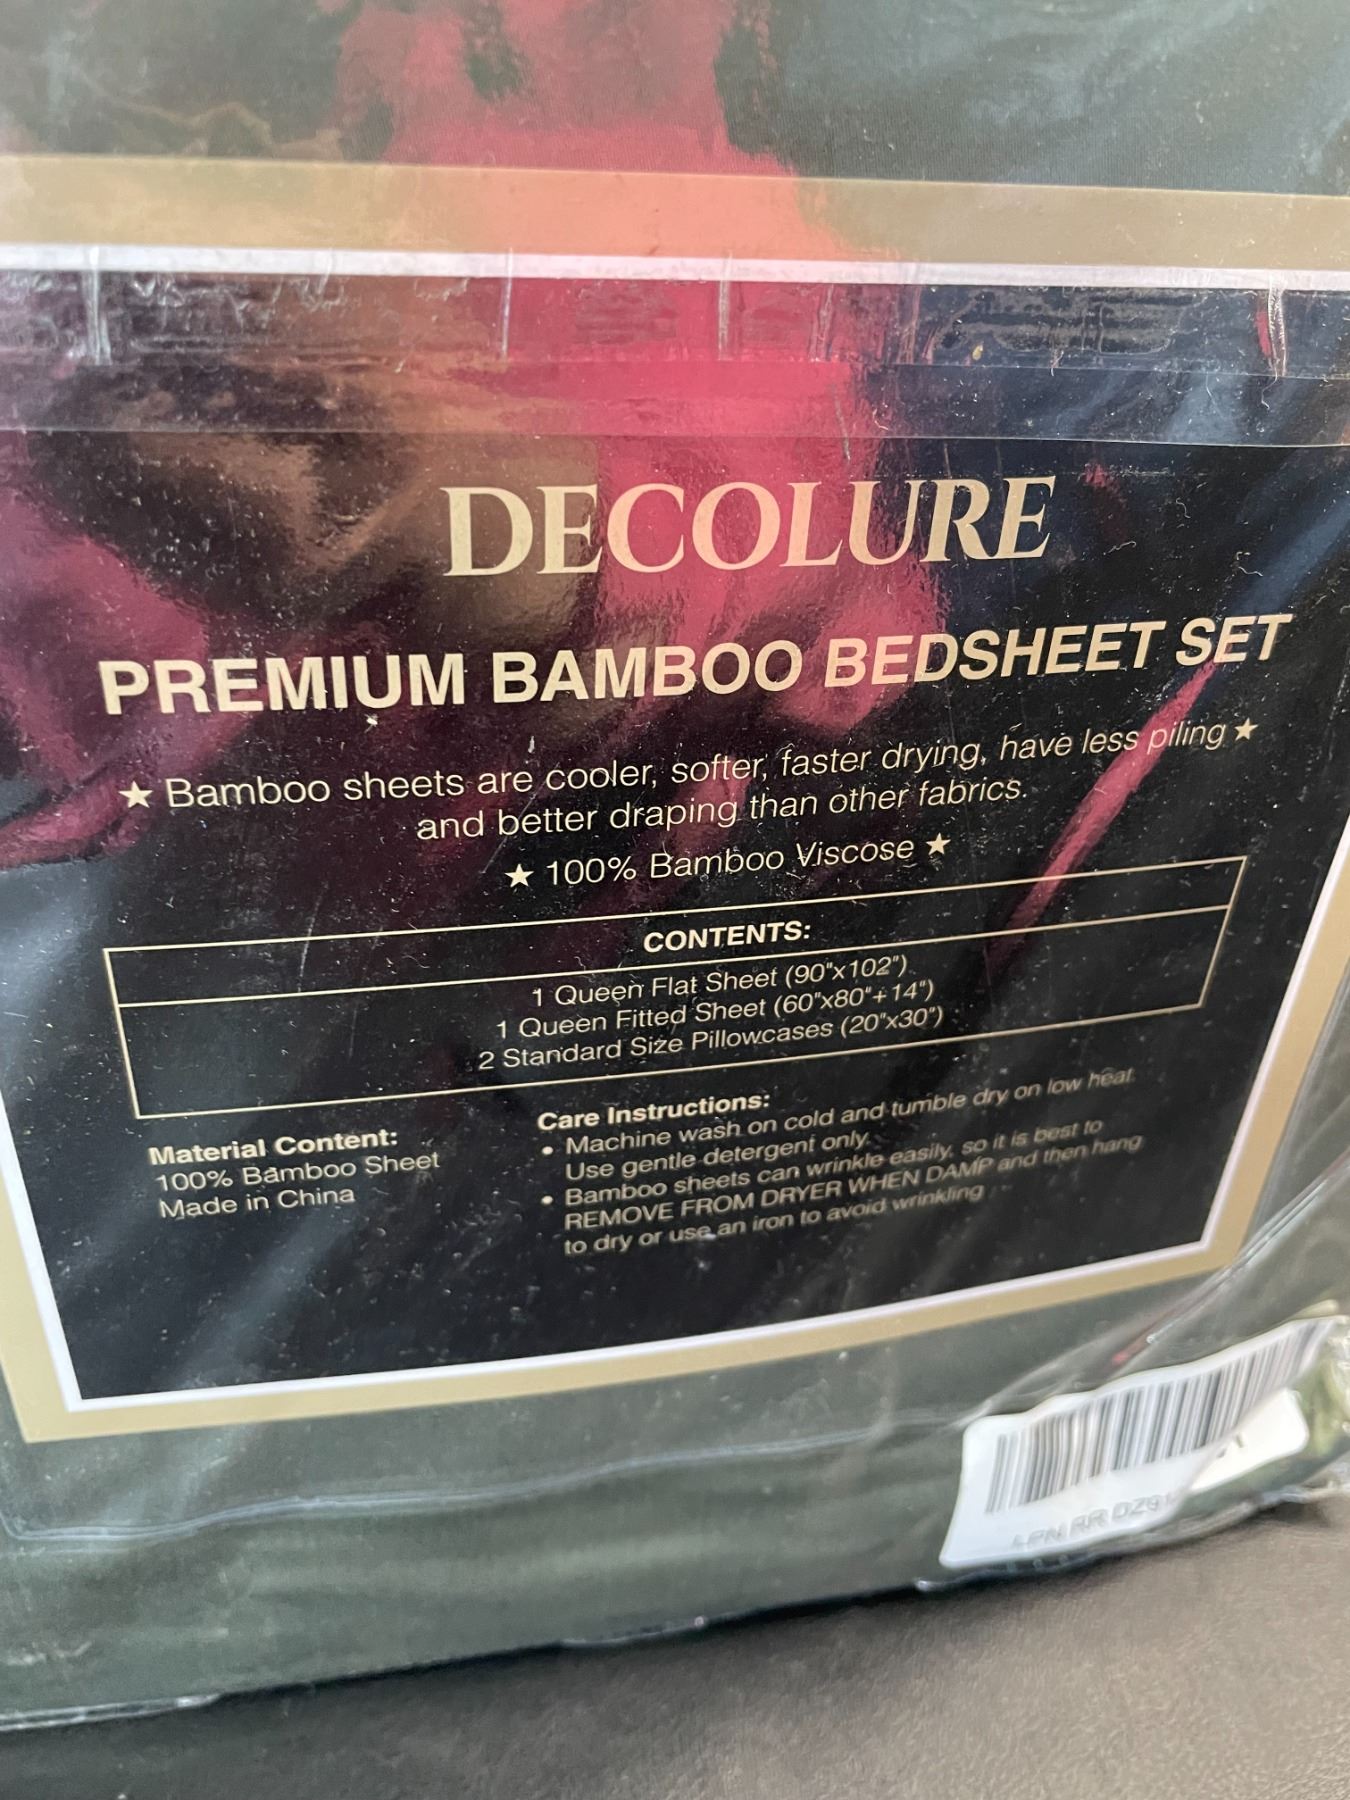 DECOLURE
PREMIUM BAMBOO BEDSHEET SET
★ Bamboo sheets are cooler, softer, faster drying, have less piling ★
and better draping than other fabrics.
★ 100% Bamboo Viscose ★
CONTENTS:
1 Queen Flat Sheet (90"x102")
1 Queen Fitted Sheet (60"x80"+14")
2 Standard Size Pillowcases (20"x30")
Material Content:
100% Bamboo Sheet
Made in China
Care Instructions:
• Machine wash on cold and tumble dry on low heat.
Use gentle detergent only.
• Bamboo sheets can wrinkle easily, so it is best to
REMOVE FROM DRYER WHEN DAMP and then hang
to dry or use an iron to avoid wrinkling